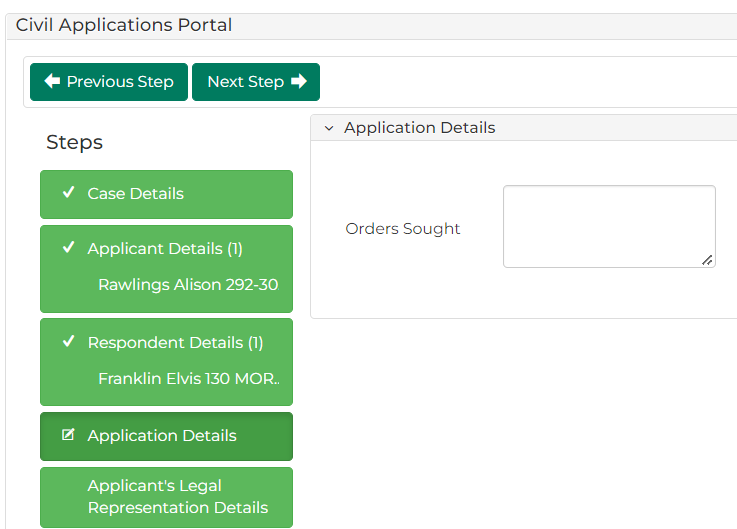 Civil Applications Portal
Previous Step Next Step
Steps
Case Details
Applicant Details (1)
Rawlings Alison 292-30
Respondent Details (1)
Franklin Elvis 130 MOR..
Application Details
Applicant's Legal
Representation Details
Application Details
Orders Sought